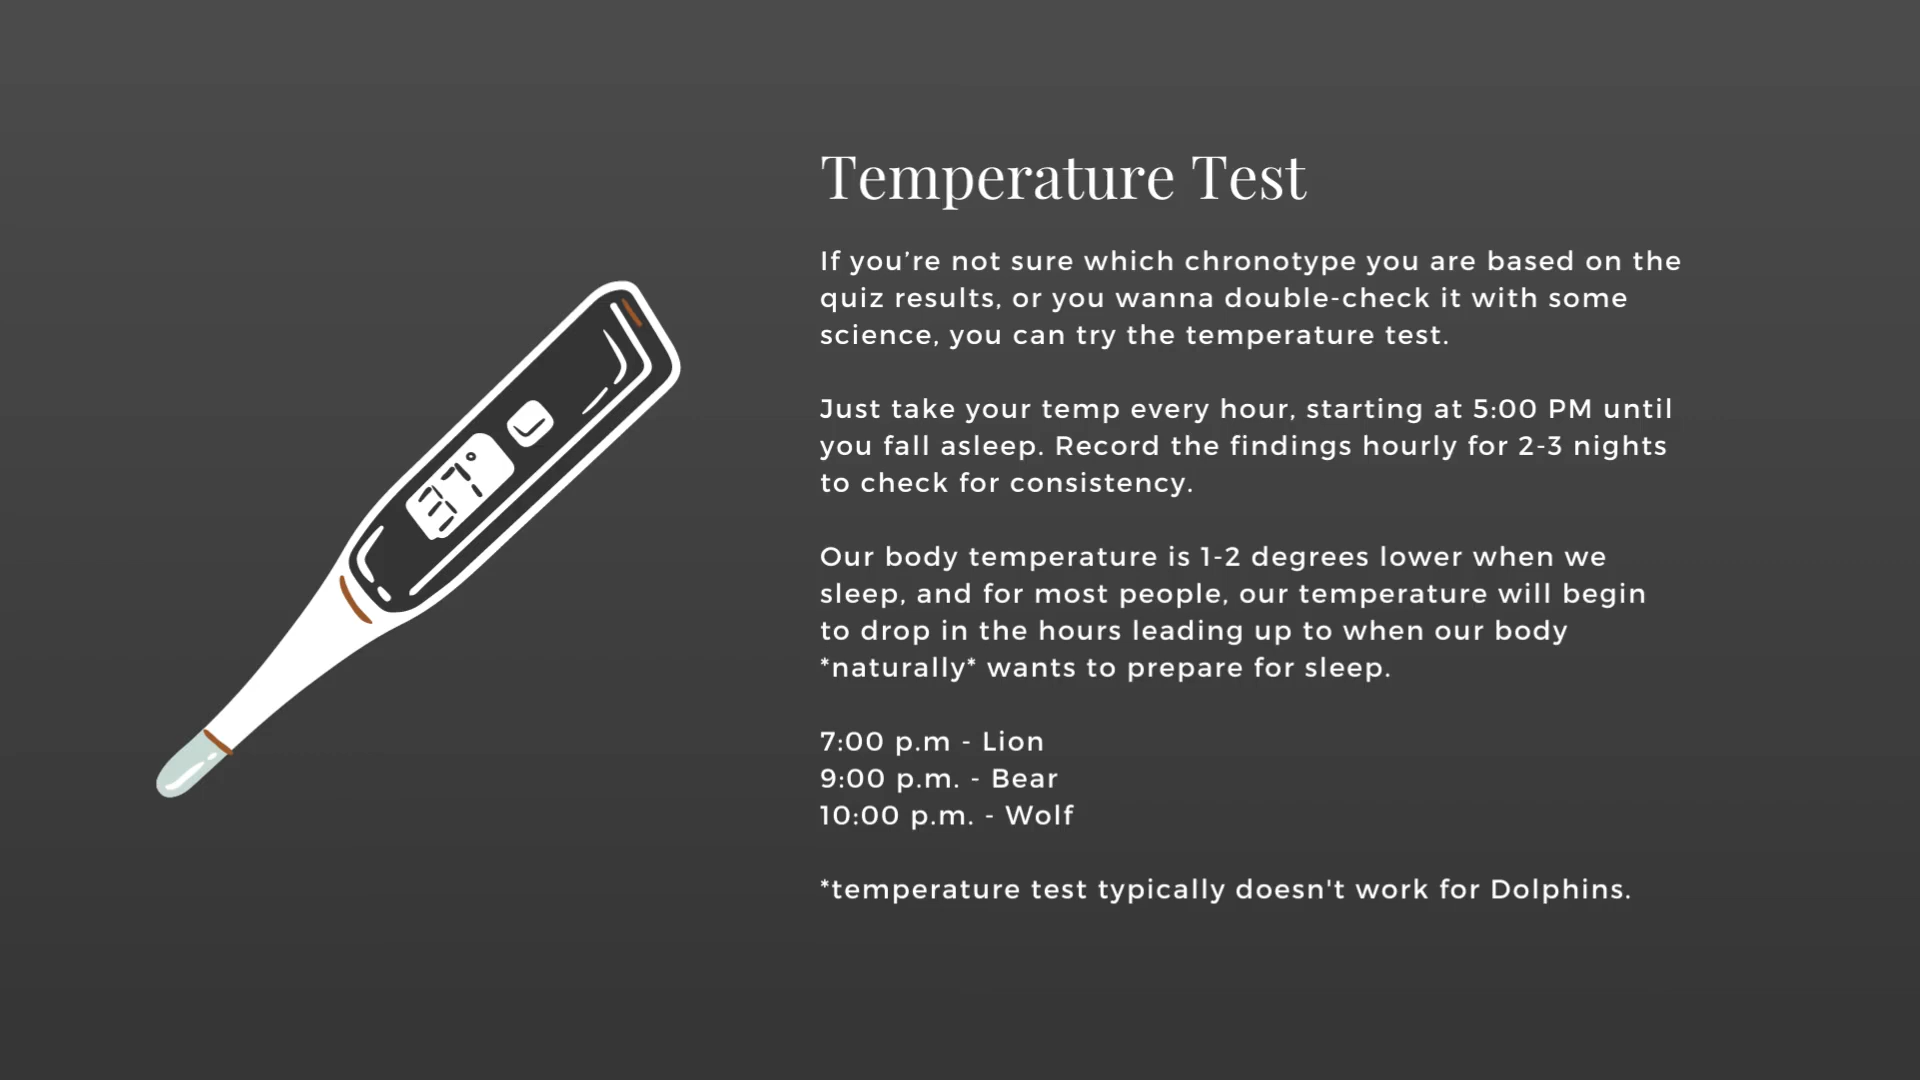 Temperature Test
If you’re not sure which chronotype you are based on the
quiz results, or you wanna double-check it with some
science, you can try the temperature test.
Just take your temp every hour, starting at 5:00 PM until
you fall asleep. Record the findings hourly for 2-3 nights
to check for consistency.
Our body temperature is 1-2 degrees lower when we
sleep, and for most people, our temperature will begin
to drop in the hours leading up to when our body
*naturally* wants to prepare for sleep.
7:00 p.m - Lion
9:00 p.m. - Bear
10:00 p.m. - Wolf
*temperature test typically doesn't work for Dolphins.
37°